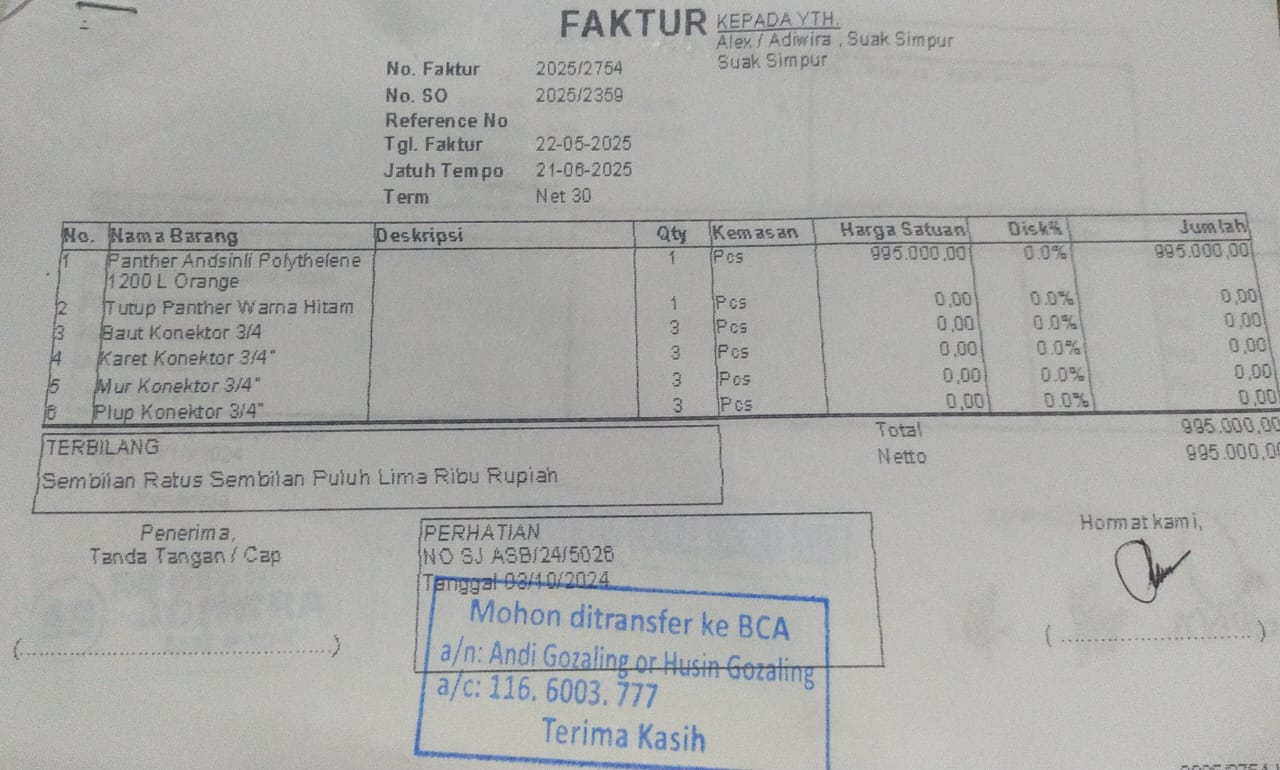 FAKTUR
KEPADA YTH.
Alex / Adiwira , Suak Simpur
Suak Simpur
No. Faktur 2025/2754
No. SO 2025/2359
Reference No
Tgl. Faktur 22-05-2025
Jatuh Tempo 21-06-2025
Term Net 30
No. Nama Barang Deskripsi Qty Kemasan Harga Satuan Disk% Jumlah
1 Panther Andsinli Polythelene 1 Pcs 995.000,00 0.0% 995.000,00
1200 L Orange
2 Tutup Panther Warna Hitam 1 Pcs 0,00 0.0% 0,00
3 Baut Konektor 3/4 3 Pcs 0,00 0.0% 0,00
4 Karet Konektor 3/4" 3 Pcs 0,00 0.0% 0,00
5 Mur Konektor 3/4" 3 Pcs 0,00 0.0% 0,00
6 Plup Konektor 3/4" 3 Pcs 0,00 0.0% 0,00
Total 995.000,00
Netto 995.000,00
TERBILANG
Sembilan Ratus Sembilan Puluh Lima Ribu Rupiah
Penerima,
Tanda Tangan / Cap
(....................................................)
PERHATIAN
NO SJ ASB/24/5026
Tanggal 03/10/2024
Mohon ditransfer ke BCA
a/n: Andi Gozaling or Husin Gozaling
a/c: 116. 6003. 777
Terima Kasih
Hormat kami,
(....................................)